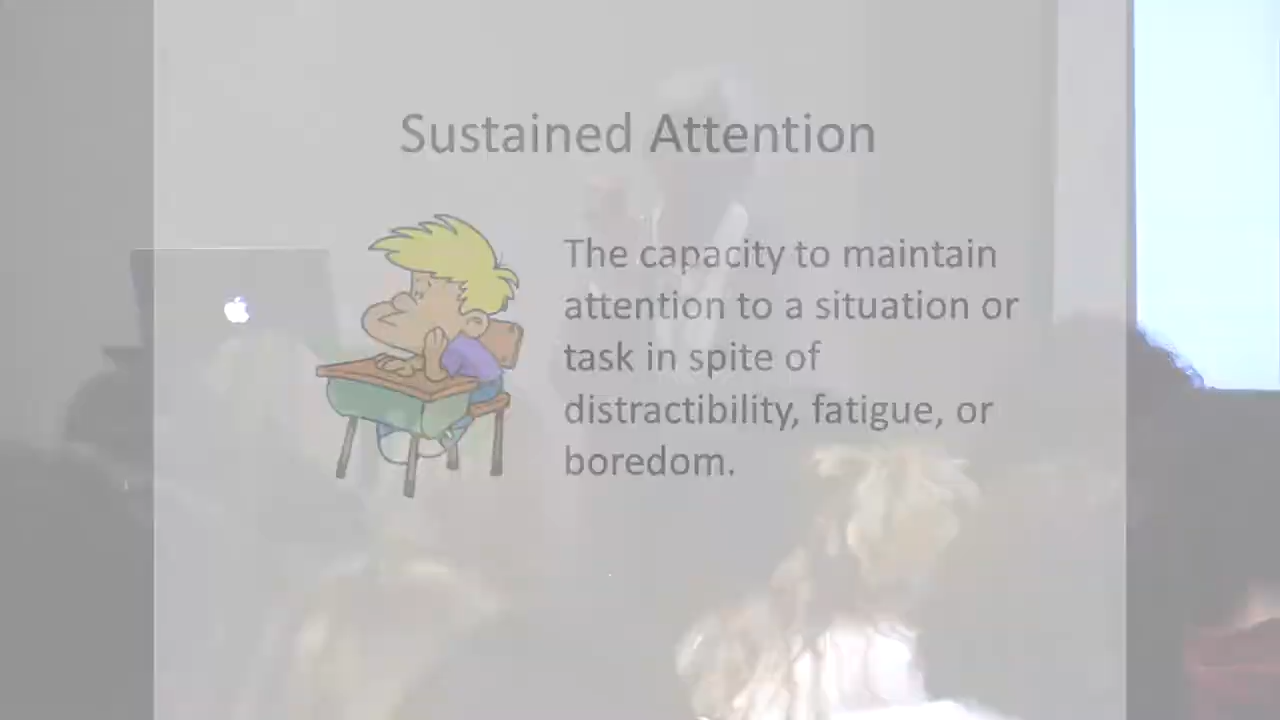 Sustained Attention
The capacity to maintain
attention to a situation or
task in spite of
distractibility, fatigue, or
boredom.